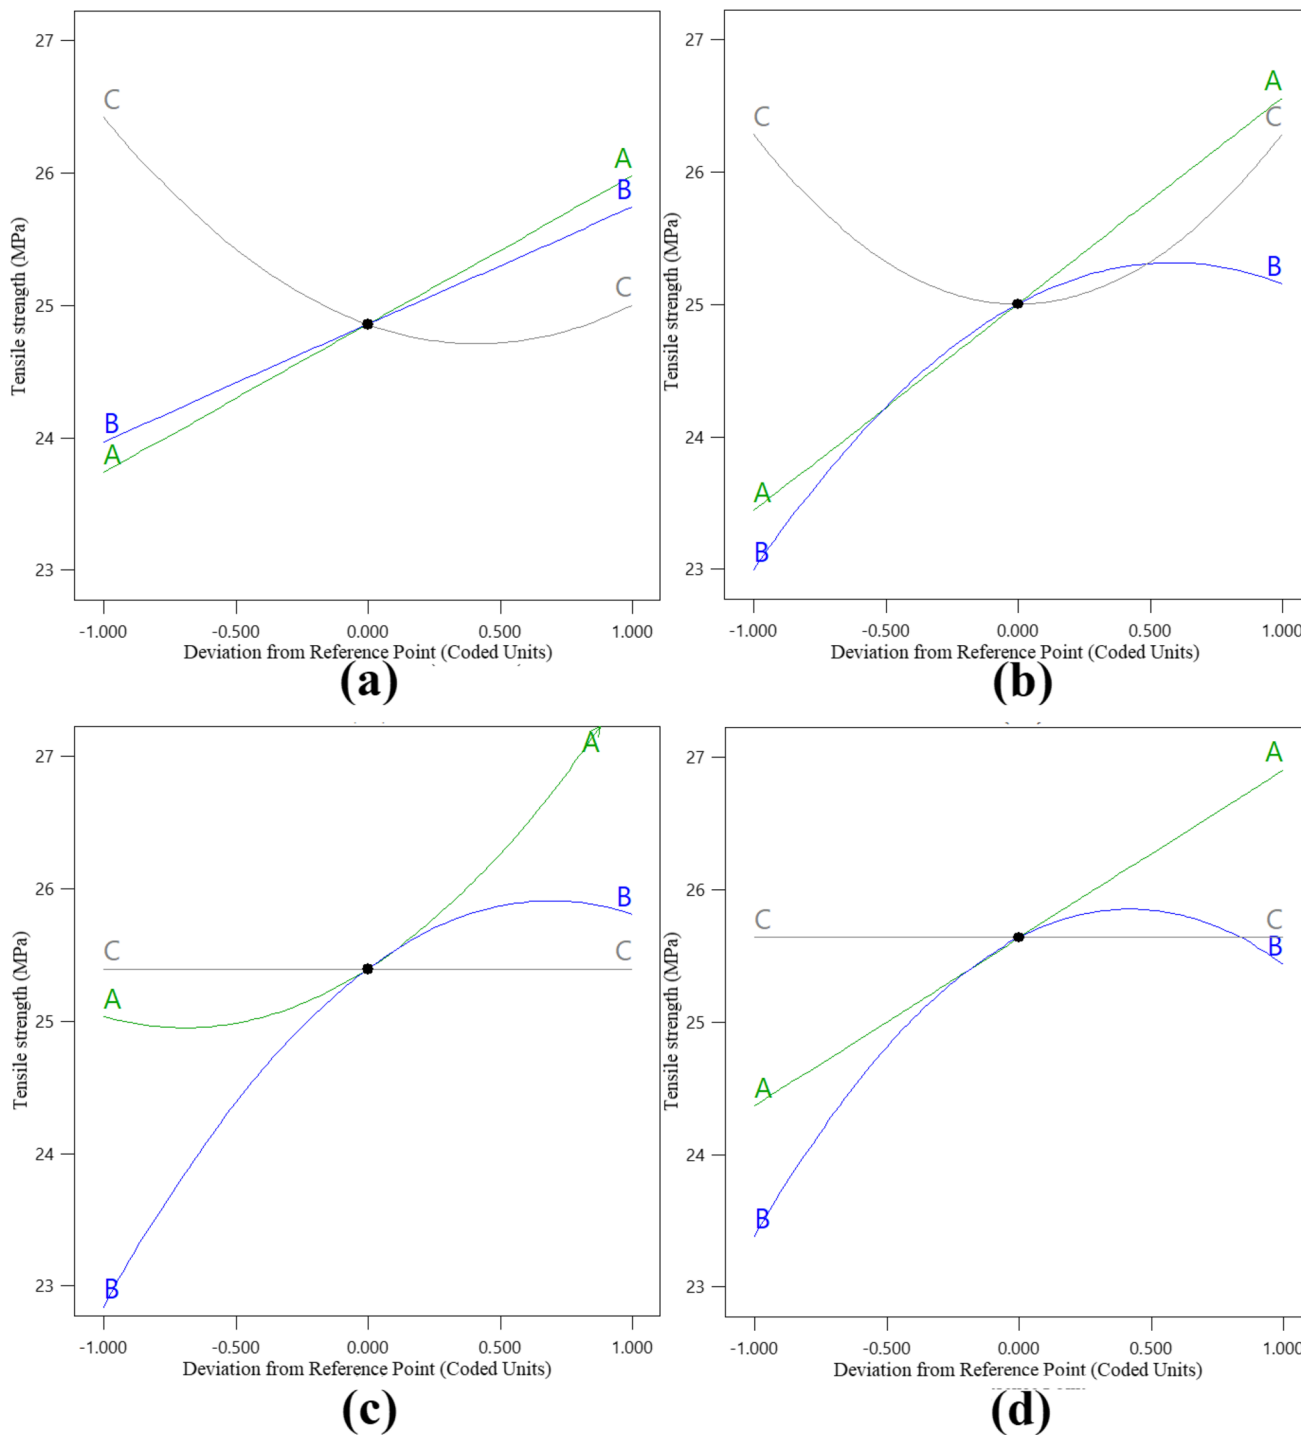 27
26
25
24
23
C
A
B
C
B
A
Tensile strength (MPa)
-1.000 -0.500 0.000 0.500 1.000
Deviation from Reference Point (Coded Units)
(a)
27
26
25
24
23
A
C
C
B
A
B
Tensile strength (MPa)
-1.000 -0.500 0.000 0.500 1.000
Deviation from Reference Point (Coded Units)
(b)
27
26
25
24
23
A
B
C
C
A
B
Tensile strength (MPa)
-1.000 -0.500 0.000 0.500 1.000
Deviation from Reference Point (Coded Units)
(c)
27
26
25
24
23
A
C
C
B
A
B
Tensile strength (MPa)
-1.000 -0.500 0.000 0.500 1.000
Deviation from Reference Point (Coded Units)
(d)